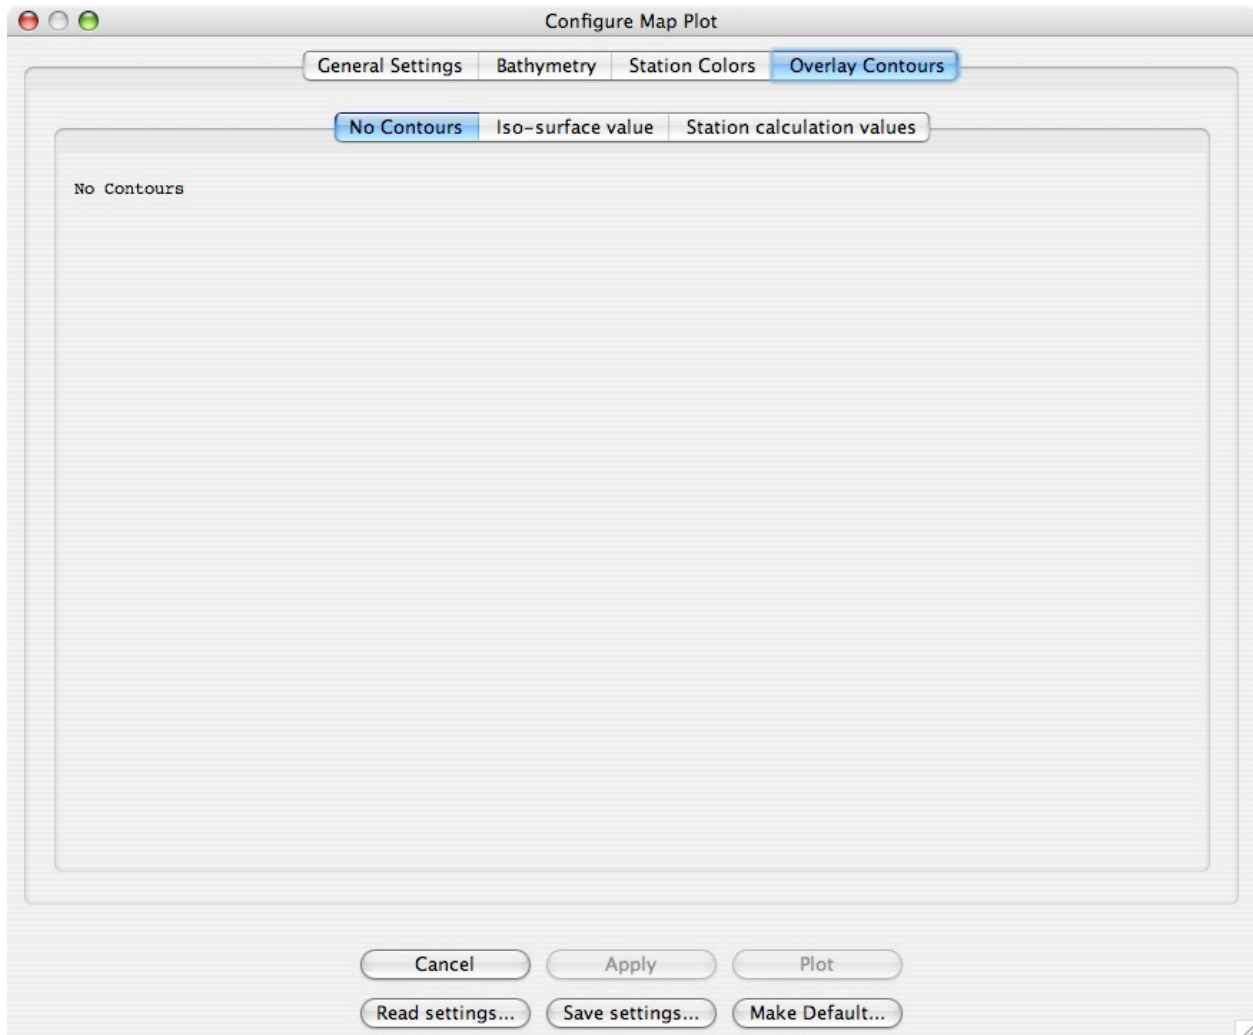 Configure Map Plot
General Settings Bathymetry Station Colors Overlay Contours
No Contours Iso-surface value Station calculation values
No Contours
Cancel Apply Plot
Read settings... Save settings... Make Default...